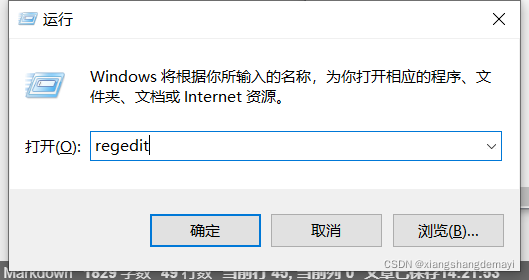 运行
Windows 将根据你所输入的名称，为你打开相应的程序、文
件夹、文档或 Internet 资源。
打开(O): regedit
确定 取消 浏览(B)...
CSDN @xiangshangdemayi
Markdown 1829 字数 49 行数 当前行 45, 当前列 0 文章已保存14:21:53